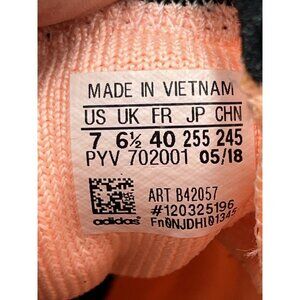 MADE IN VIETNAM
US UK FR JP CHN
7 6½ 40 255 245
PYV 702001 05/18
ART B42057
#120325196
adidas